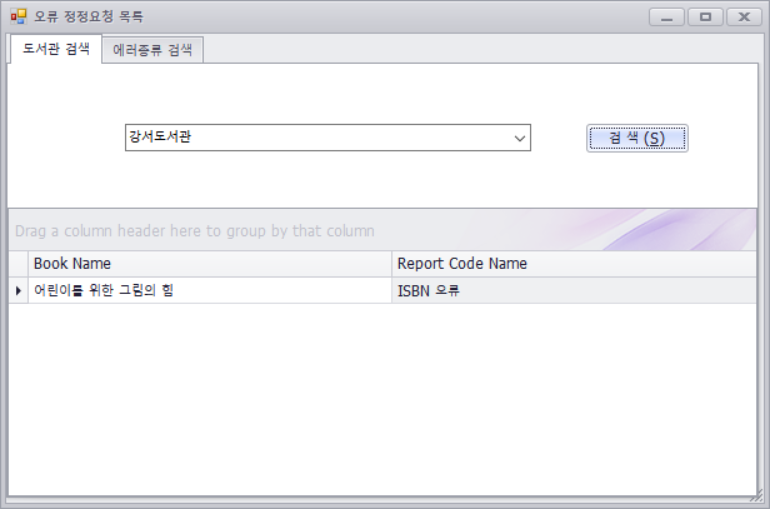 오류 정정요청 목록
도서관 검색 에러종류 검색
강서도서관 검 색 (S)
Drag a column header here to group by that column
Book Name Report Code Name
어린이를 위한 그림의 힘 ISBN 오류